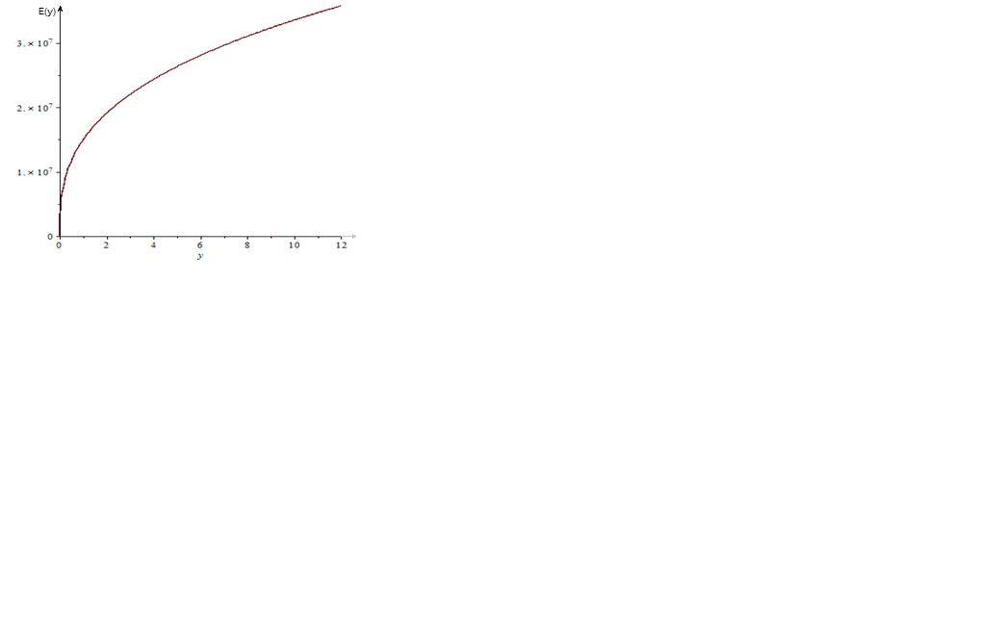 E(y)
3. × 10⁷
2. × 10⁷
1. × 10⁷
0
0 2 4 6 8 10 12
y